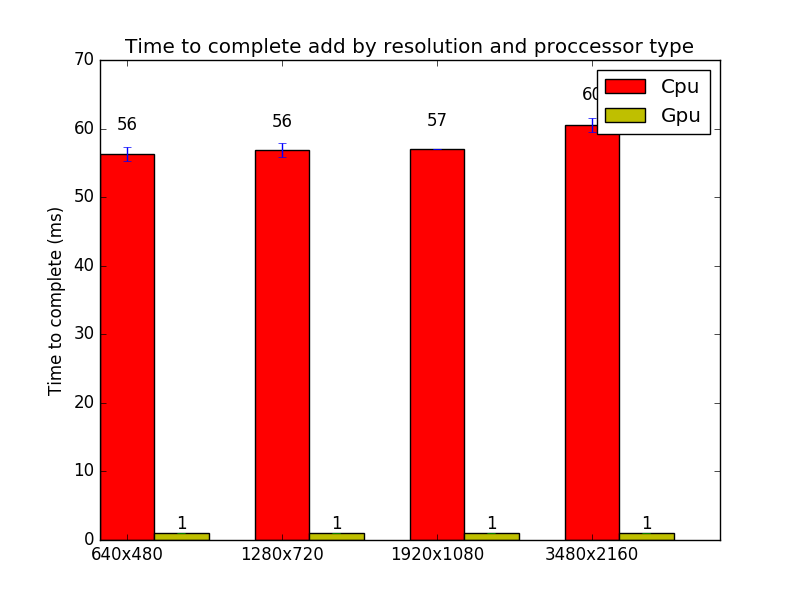 Time to complete add by resolution and proccessor type
70
60
50
40
30
20
10
0
Time to complete (ms)
56
56
57
60
1
1
1
1
Cpu
Gpu
640x480
1280x720
1920x1080
3480x2160